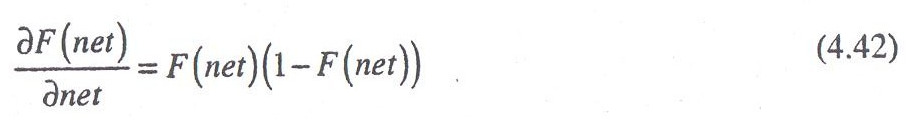 ∂F(net)/∂net = F(net)(1−F(net)) (4.42)